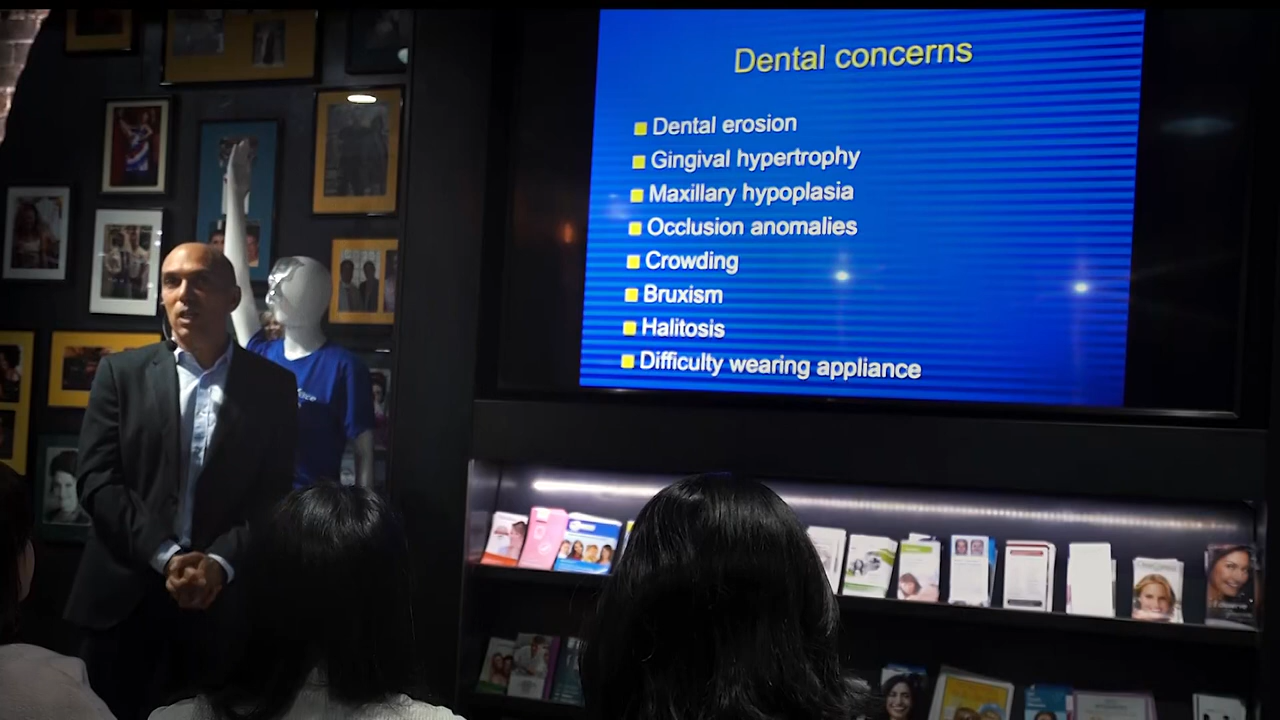 Dental concerns
Dental erosion
Gingival hypertrophy
Maxillary hypoplasia
Occlusion anomalies
Crowding
Bruxism
Halitosis
Difficulty wearing appliance